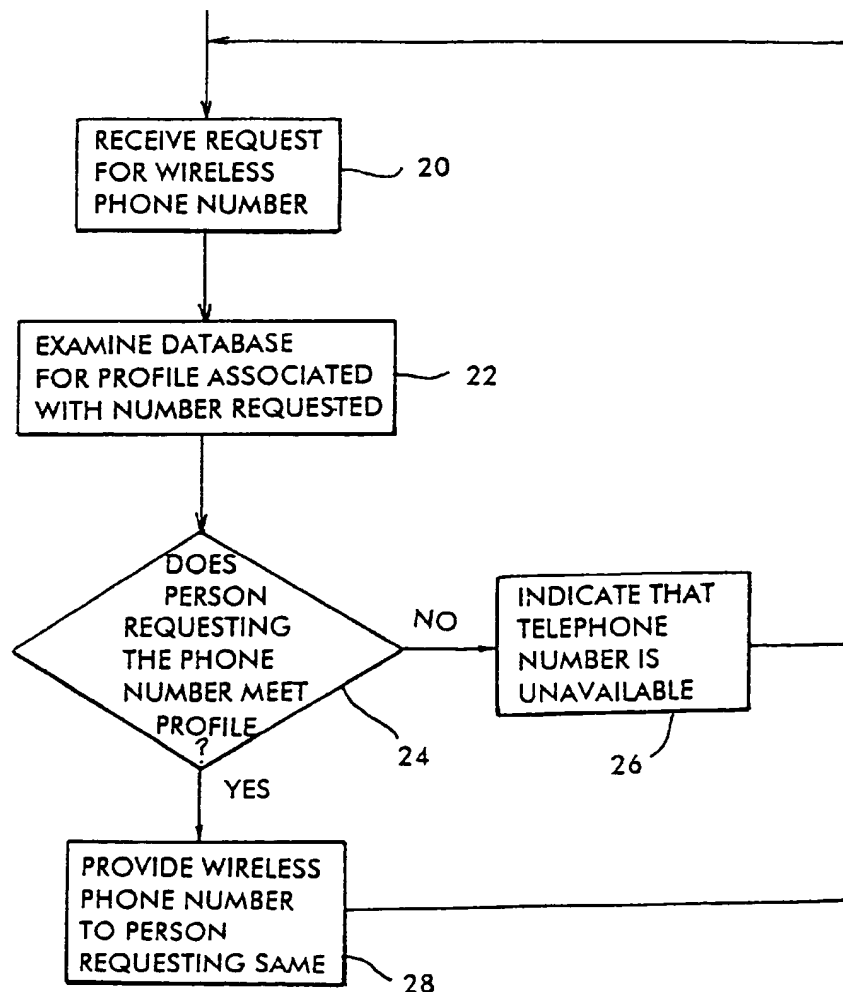 RECEIVE REQUEST
FOR WIRELESS
PHONE NUMBER
20
EXAMINE DATABASE
FOR PROFILE ASSOCIATED
WITH NUMBER REQUESTED
22
DOES
PERSON
REQUESTING
THE PHONE
NUMBER MEET
PROFILE
?
24
NO
INDICATE THAT
TELEPHONE
NUMBER IS
UNAVAILABLE
26
YES
PROVIDE WIRELESS
PHONE NUMBER
TO PERSON
REQUESTING SAME
28